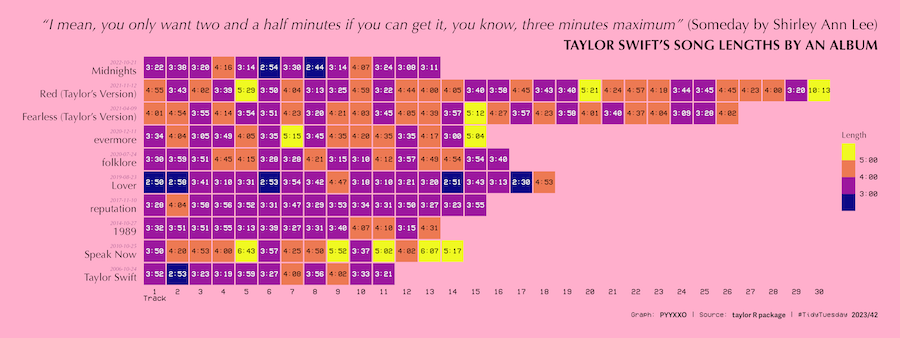 “I mean, you only want two and a half minutes if you can get it, you know, three minutes maximum” (Someday by Shirley Ann Lee)
TAYLOR SWIFT’S SONG LENGTHS BY AN ALBUM
2022-10-21
Midnights 3:22 3:38 3:20 4:16 3:14 2:54 3:30 2:44 3:14 4:07 3:24 3:08 3:11
2021-11-12
Red (Taylor’s Version) 4:55 3:43 4:02 3:39 5:29 3:50 4:04 3:13 3:25 4:59 3:22 4:44 4:00 4:05 3:40 3:58 3:45 3:43 3:40 5:21 4:24 4:57 4:18 3:44 3:45 4:45 4:23 4:00 3:20 10:13
2021-04-09
Fearless (Taylor’s Version) 4:01 4:54 3:55 4:14 3:54 3:51 4:23 3:20 4:21 4:03 3:45 4:05 4:39 3:57 5:12 4:27 3:57 4:23 3:50 4:01 3:40 4:37 4:04 3:09 3:28 4:02
2020-12-11
evermore 3:34 4:04 3:05 3:49 4:05 3:35 5:15 3:45 4:35 4:20 4:35 3:35 4:17 3:00 5:04
2020-07-24
folklore 3:30 3:59 3:51 4:45 4:15 3:28 3:28 4:21 3:15 3:10 4:12 3:57 4:49 4:54 3:54 3:40
2019-08-23
Lover 2:50 2:58 3:41 3:10 3:31 2:53 3:54 3:42 4:47 3:10 3:10 3:21 3:20 2:51 3:43 3:13 2:30 4:53
2017-11-10
reputation 3:28 4:04 3:58 3:56 3:52 3:31 3:47 3:28 3:53 3:34 3:31 3:50 3:27 3:23 3:55
2014-10-27
1989 3:32 3:51 3:51 3:55 3:13 3:39 3:27 3:31 3:40 4:07 4:10 3:15 4:31
2010-10-25
Speak Now 3:50 4:20 4:53 4:00 6:43 3:57 4:25 4:50 5:52 3:37 5:02 4:02 6:07 5:17
2006-10-24
Taylor Swift 3:52 2:53 3:23 3:19 3:59 3:27 4:08 3:56 4:02 3:33 3:21
1 2 3 4 5 6 7 8 9 10 11 12 13 14 15 16 17 18 19 20 21 22 23 24 25 26 27 28 29 30
Track
Length
5:00
4:00
3:00
Graph: PYYXXO | Source: taylor R package | #TidyTuesday 2023/42